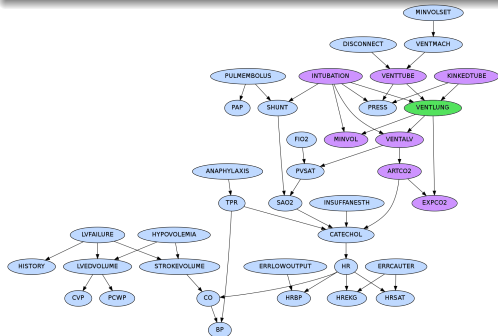 MINVOLSET
DISCONNECT VENTMACH
PULMEMBOLUS INTUBATION VENTTUBE KINKEDTUBE
PAP SHUNT PRESS VENTLUNG
FIO2 MINVOL VENTALV
ANAPHYLAXIS PVSAT ARTCO2
TPR SAO2 INSUFFANESTH EXPCO2
LVFAILURE HYPOVOLEMIA CATECHOL
HISTORY LVEDVOLUME STROKEVOLUME ERRLOWOUTPUT HR ERRCAUTER
CVP PCWP CO HRBP HREKG HRSAT
BP